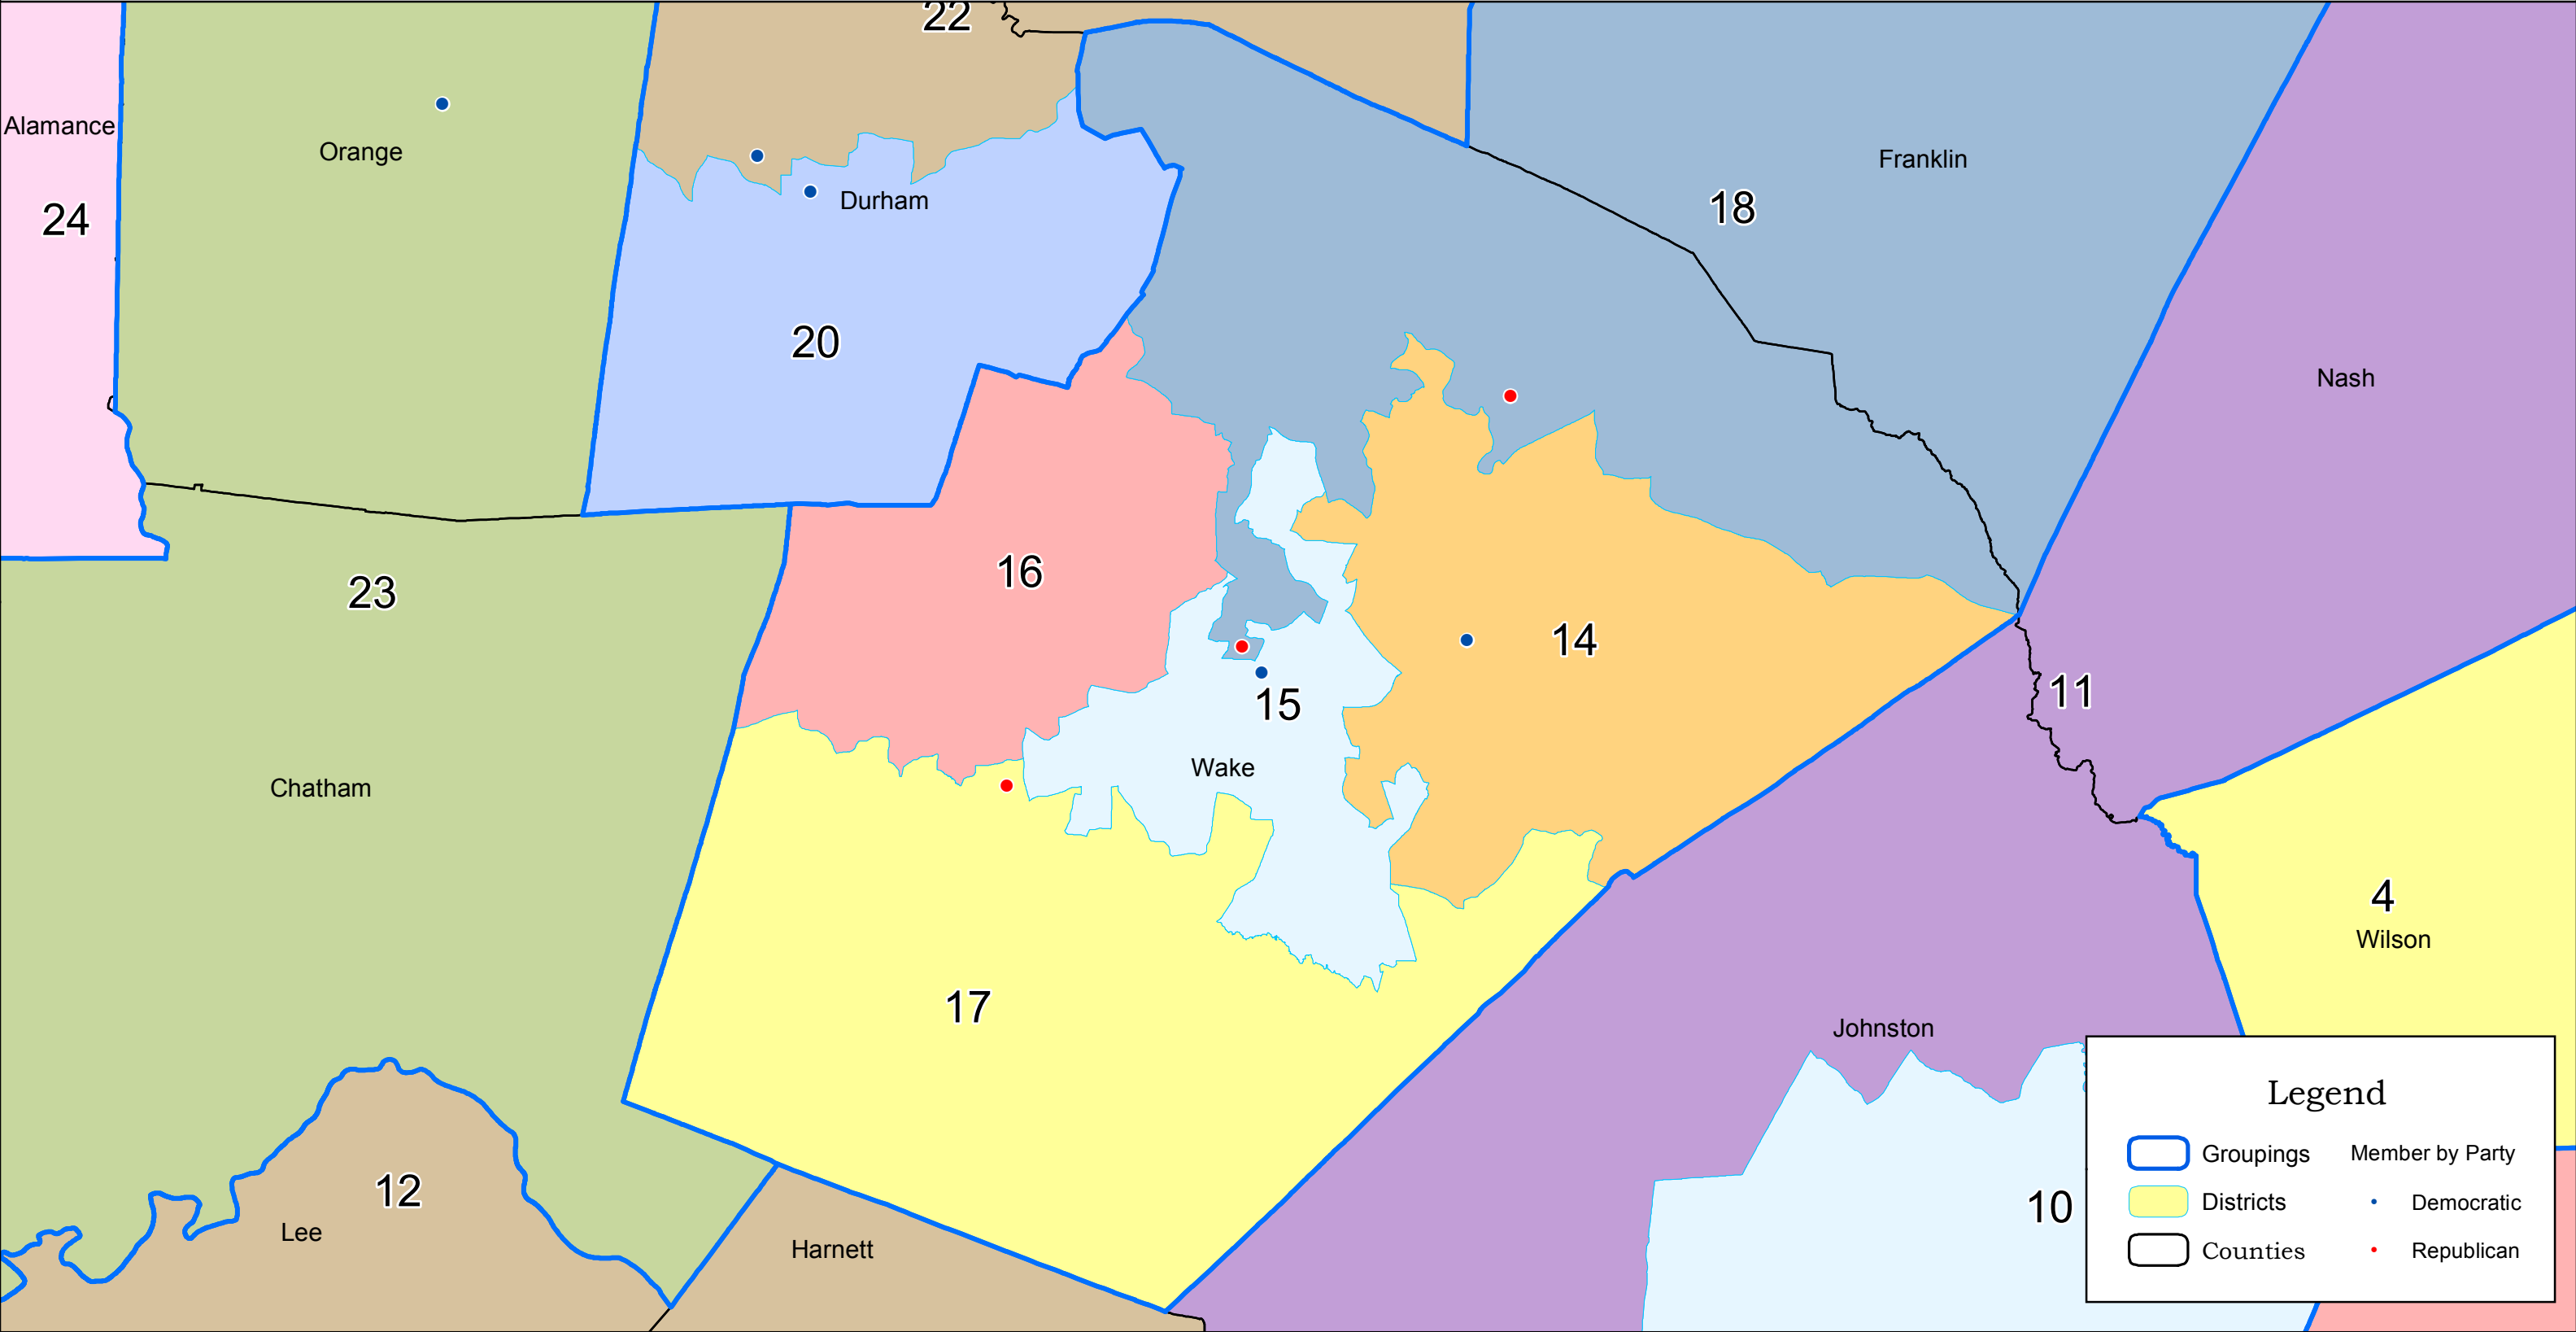 22
Alamance
Orange
Franklin
Durham
18
24
20
Nash
16
23
14
15
11
Wake
Chatham
4
Wilson
17
Johnston
12
Lee
Harnett
10
Legend
Groupings
Member by Party
Districts
Democratic
Counties
Republican